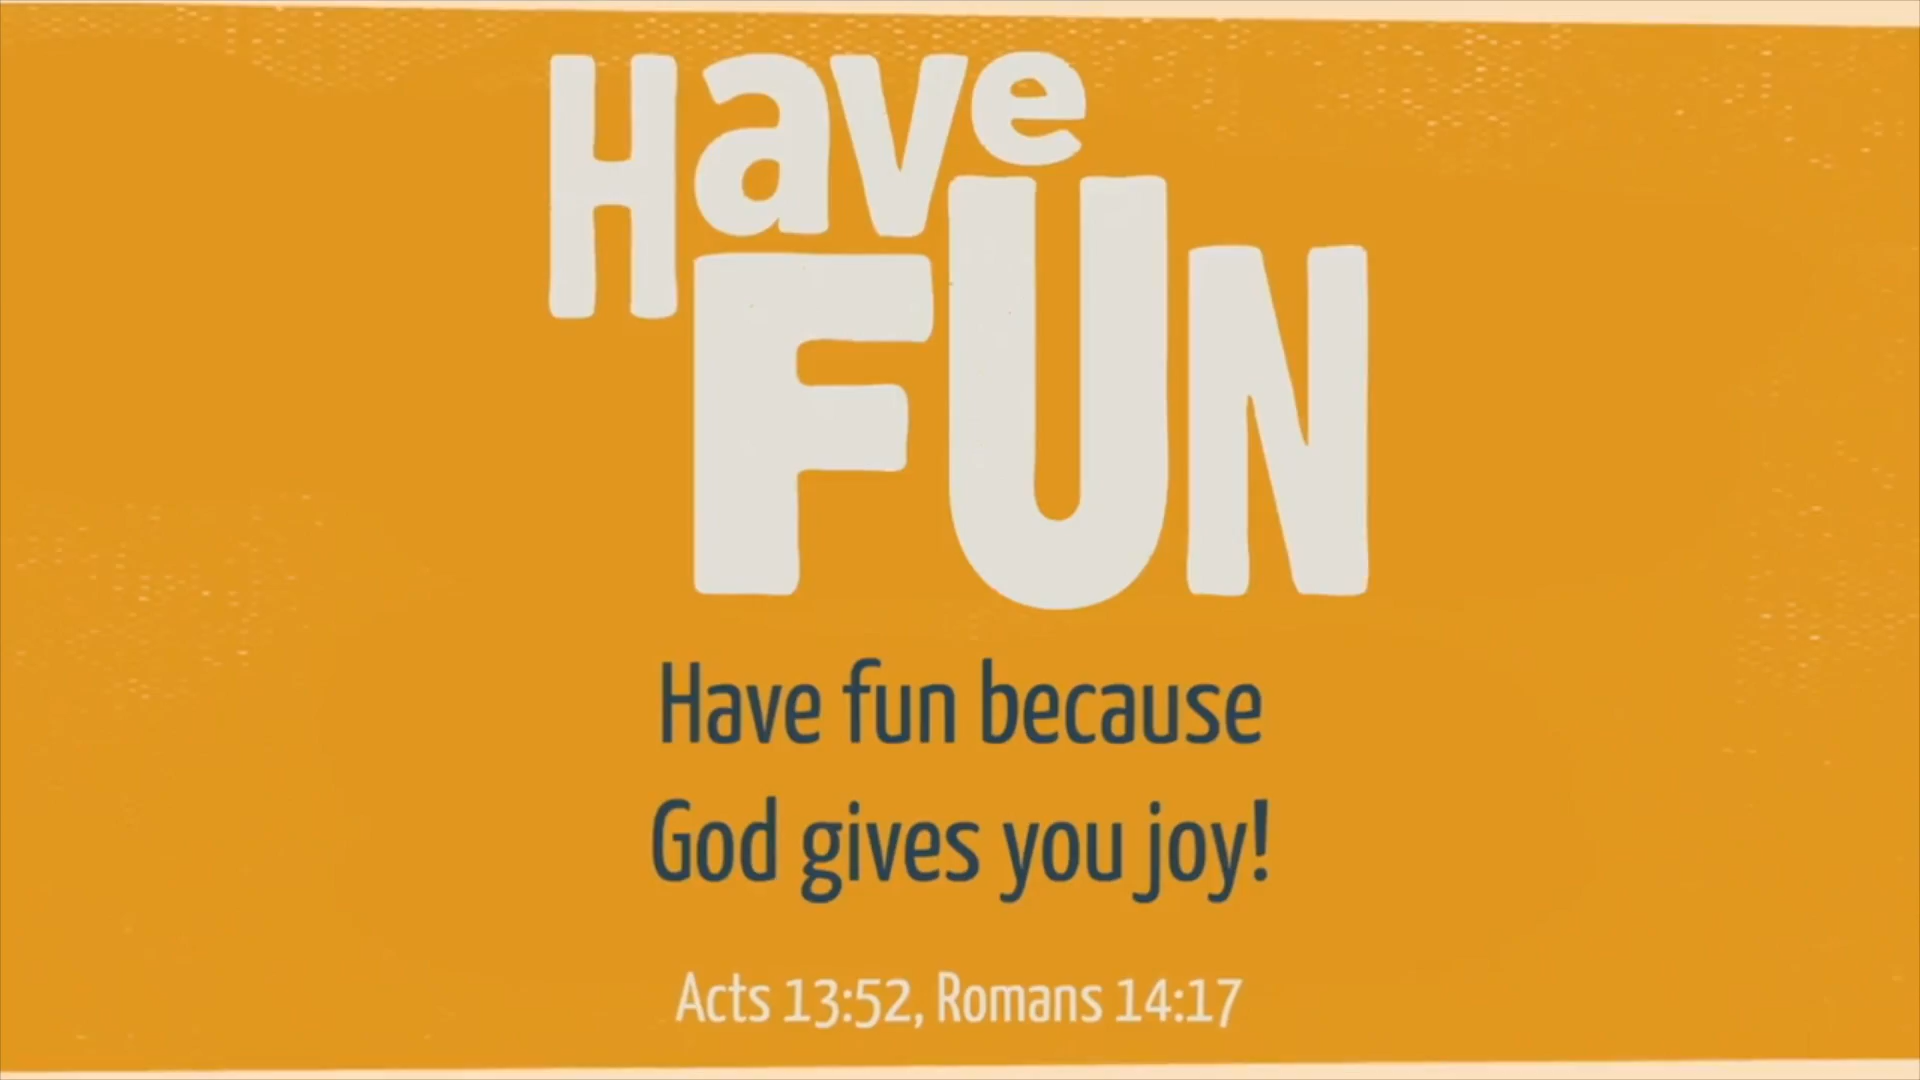 Have
FUN
Have fun because
God gives you joy!
Acts 13:52, Romans 14:17